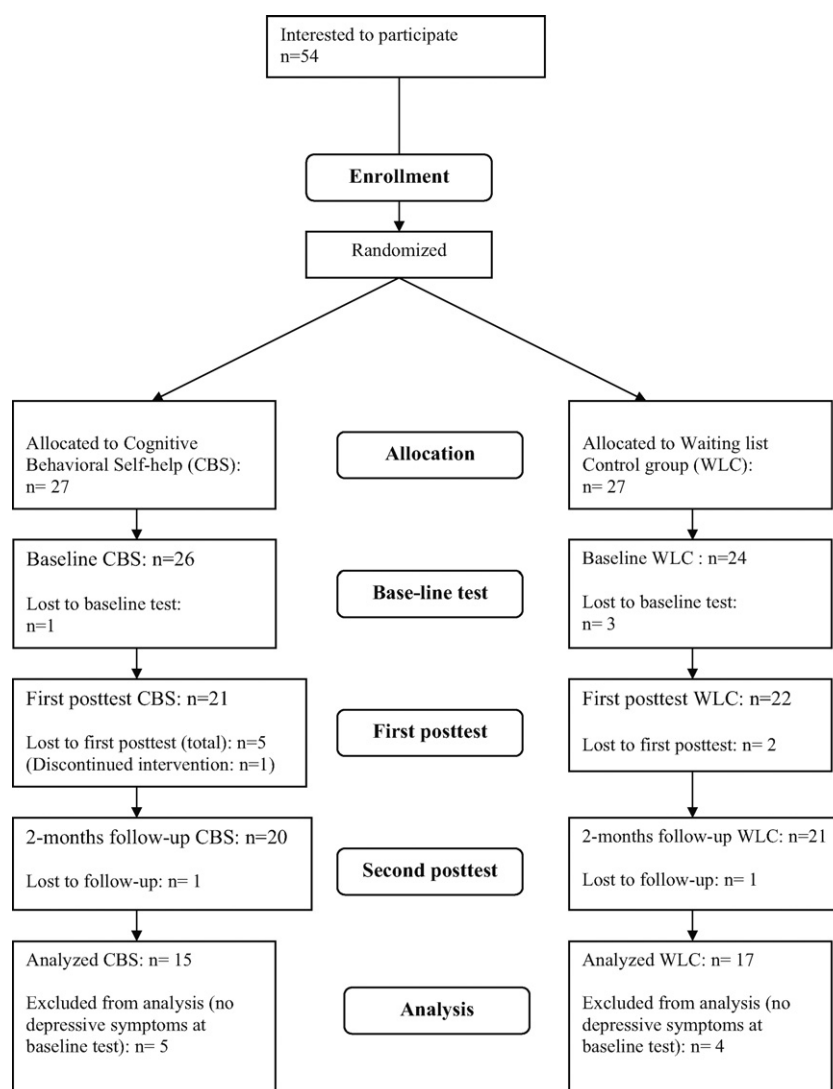 Interested to participate
n=54
Enrollment
Randomized
Allocated to Cognitive
Behavioral Self-help (CBS):
n= 27
Allocation
Allocated to Waiting list
Control group (WLC):
n= 27
Baseline CBS: n=26
Lost to baseline test:
n=1
Base-line test
Baseline WLC : n=24
Lost to baseline test:
n= 3
First posttest CBS: n=21
Lost to first posttest (total): n=5
(Discontinued intervention: n=1)
First posttest
First posttest WLC: n=22
Lost to first posttest: n= 2
2-months follow-up CBS: n=20
Lost to follow-up: n= 1
Second posttest
2-months follow-up WLC: n=21
Lost to follow-up: n= 1
Analyzed CBS: n= 15
Excluded from analysis (no
depressive symptoms at
baseline test): n= 5
Analysis
Analyzed WLC: n= 17
Excluded from analysis (no
depressive symptoms at
baseline test): n= 4